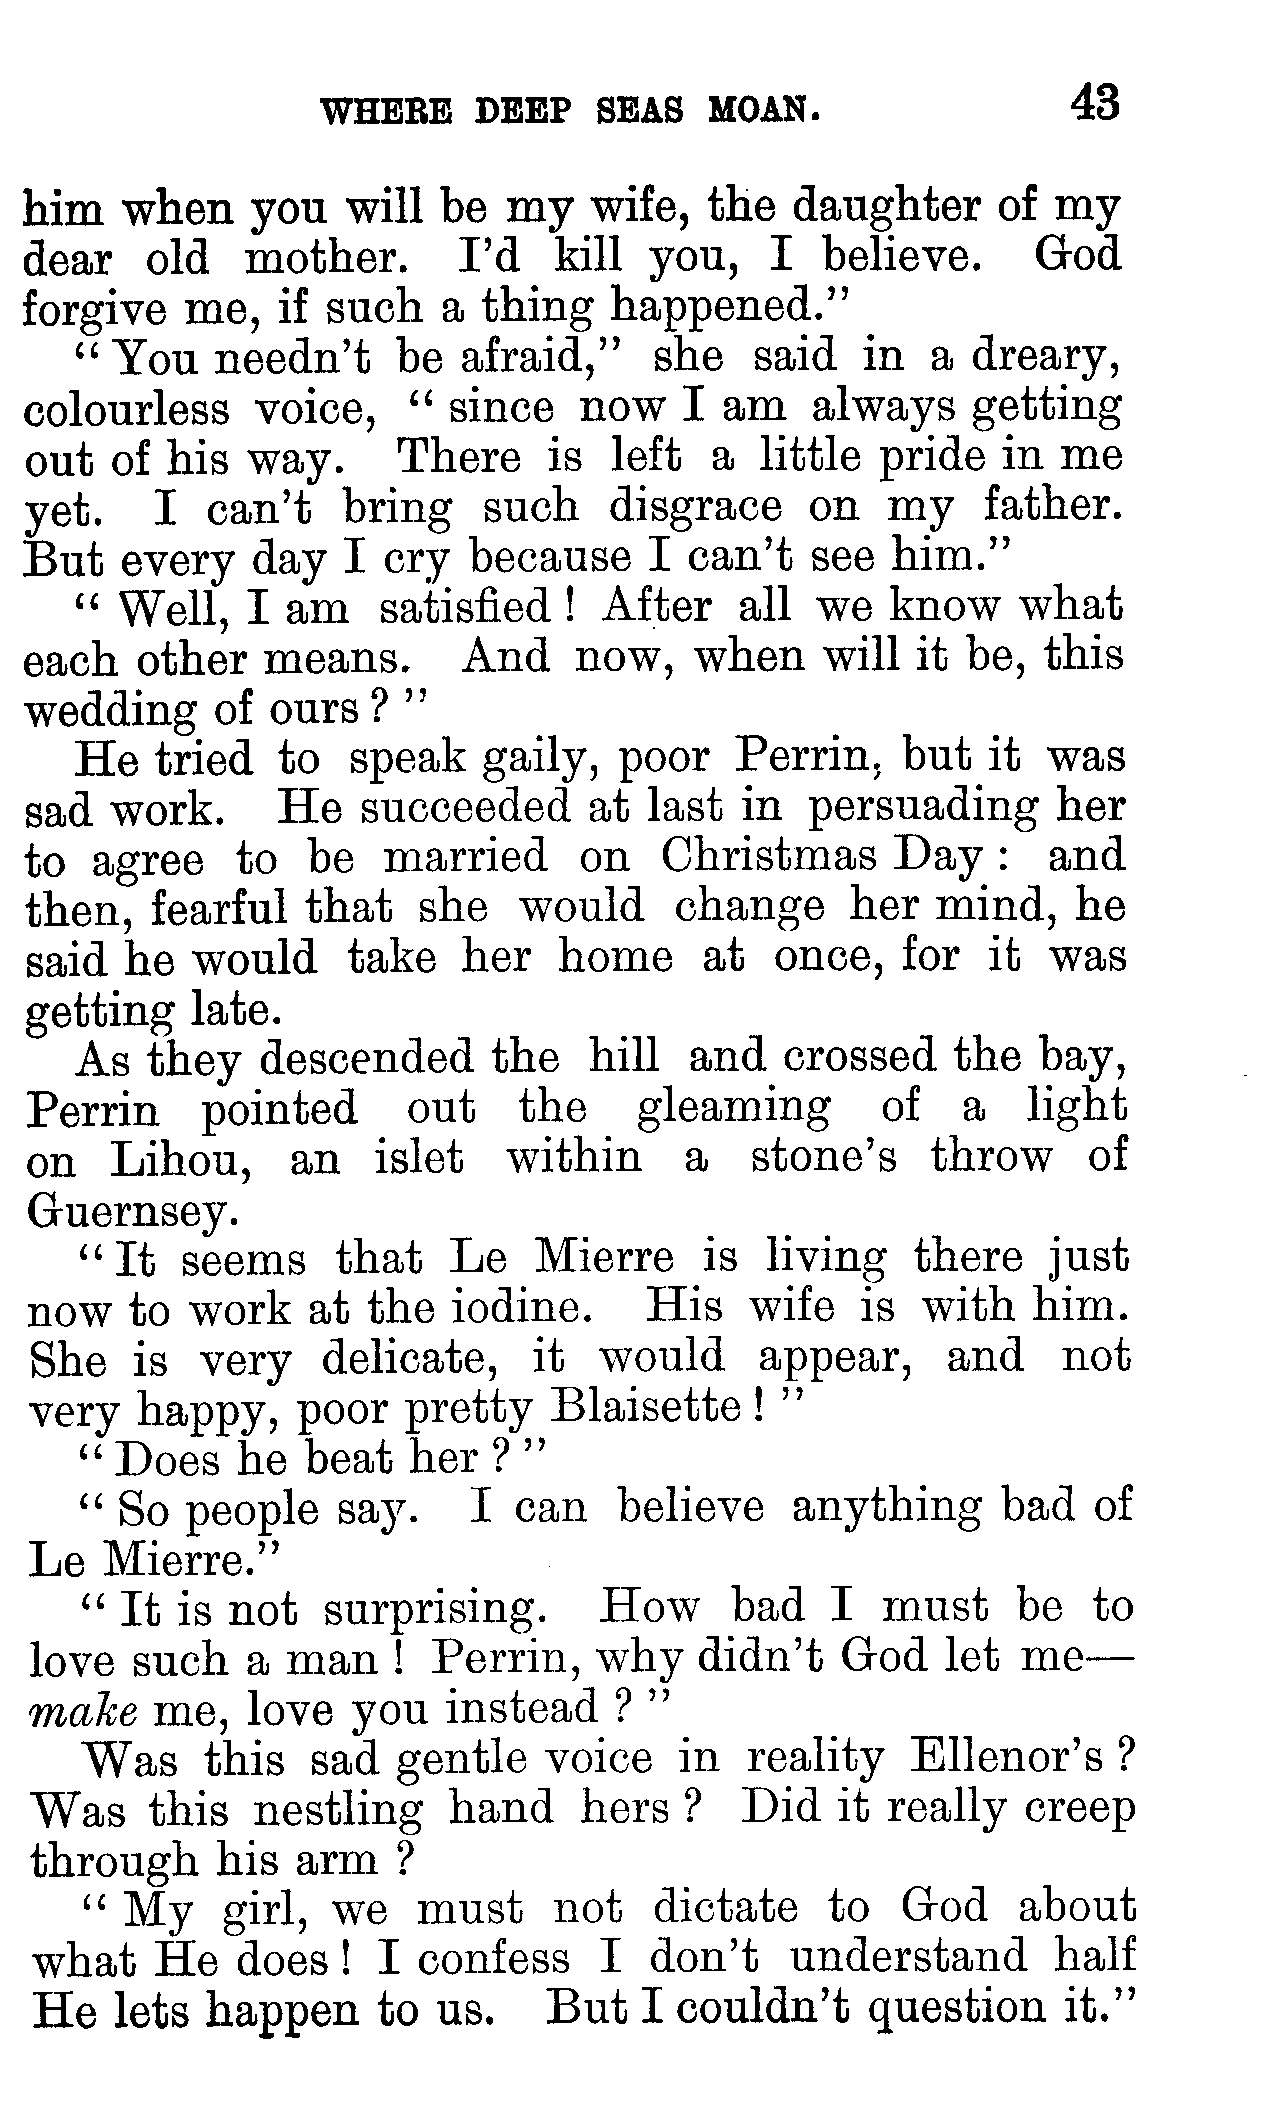 WHERE DEEP SEAS MOAN. 43
him when you will be my wife, the daughter of my
dear old mother. I'd kill you, I believe. God
forgive me, if such a thing happened."
"You needn't be afraid," she said in a dreary,
colourless voice, "since now I am always getting
out of his way. There is left a little pride in me
yet. I can't bring such disgrace on my father.
But every day I cry because I can't see him."
"Well, I am satisfied! After all we know what
each other means. And now, when will it be, this
wedding of ours?"
He tried to speak gaily, poor Perrin, but it was
sad work. He succeeded at last in persuading her
to agree to be married on Christmas Day: and
then, fearful that she would change her mind, he
said he would take her home at once, for it was
getting late.
As they descended the hill and crossed the bay,
Perrin pointed out the gleaming of a light
on Lihou, an islet within a stone's throw of
Guernsey.
"It seems that Le Mierre is living there just
now to work at the iodine. His wife is with him.
She is very delicate, it would appear, and not
very happy, poor pretty Blaisette!"
"Does he beat her?"
"So people say. I can believe anything bad of
Le Mierre."
"It is not surprising. How bad I must be to
love such a man! Perrin, why didn't God let me—
make me, love you instead?"
Was this sad gentle voice in reality Ellenor's?
Was this nestling hand hers? Did it really creep
through his arm?
"My girl, we must not dictate to God about
what He does! I confess I don't understand half
He lets happen to us. But I couldn't question it."